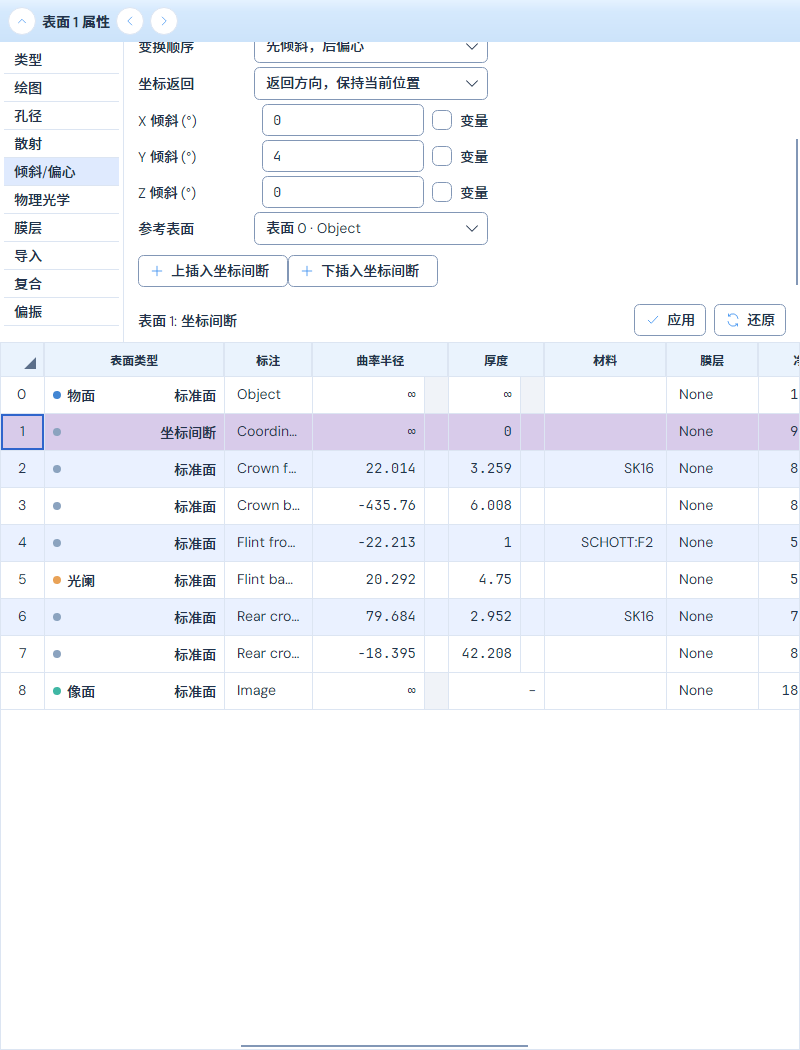 表面 1 属性
类型
绘图
孔径
散射
倾斜/偏心
物理光学
膜层
导入
复合
偏振
变换顺序 先倾斜，后偏心
坐标返回 返回方向，保持当前位置
X 倾斜 (°) 0 变量
Y 倾斜 (°) 4 变量
Z 倾斜 (°) 0 变量
参考表面 表面 0 · Object
上插入坐标间断 下插入坐标间断
表面 1: 坐标间断 应用 还原
表面类型 标注 曲率半径 厚度 材料 膜层
0 物面 标准面 Object ∞ ∞ None 1
1 坐标间断 Coordin... ∞ 0 None 9
2 标准面 Crown f... 22.014 3.259 SK16 None 8
3 标准面 Crown b... -435.76 6.008 None 8
4 标准面 Flint fro... -22.213 1 SCHOTT:F2 None 5
5 光阑 标准面 Flint ba... 20.292 4.75 None 5
6 标准面 Rear cro... 79.684 2.952 SK16 None 7
7 标准面 Rear cro... -18.395 42.208 None 8
8 像面 标准面 Image ∞ - None 18